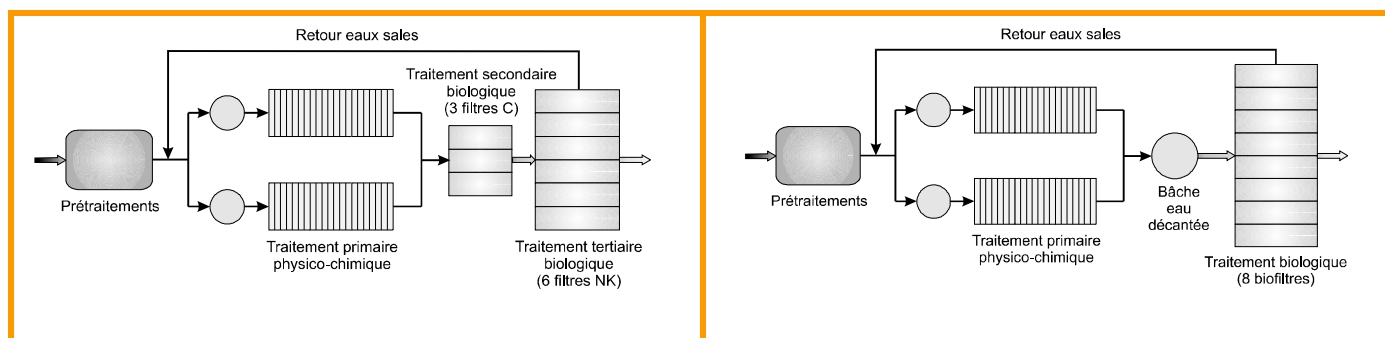 Retour eaux sales
Traitement secondaire
biologique
(3 filtres C)
Prétraitements
Traitement primaire
physico-chimique
Traitement tertiaire
biologique
(6 filtres NK)
Retour eaux sales
Prétraitements
Traitement primaire
physico-chimique
Bâche
eau
décantée
Traitement biologique
(8 biofiltres)